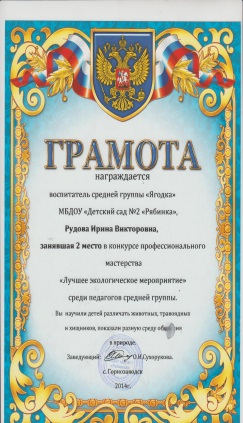 ГРАМОТА
награждается
воспитатель средней группы «Ягодка»
МБДОУ «Детский сад №2 «Рябинка»,
Рудова Ирина Викторовна,
занявшая 2 место в конкурсе профессионального
мастерства
«Лучшее экологическое мероприятие»
среди педагогов средней группы.
Вы научили детей различать животных, травоядных
и хищников, показали разную среду обитания
в природе.
Заведующий О.И.Суворкова.
с.Горнозаводск
2014г.